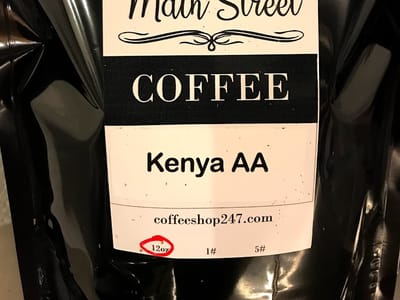 Main Street
COFFEE
Kenya AA
coffeeshop247.com
12oz 1# 5#